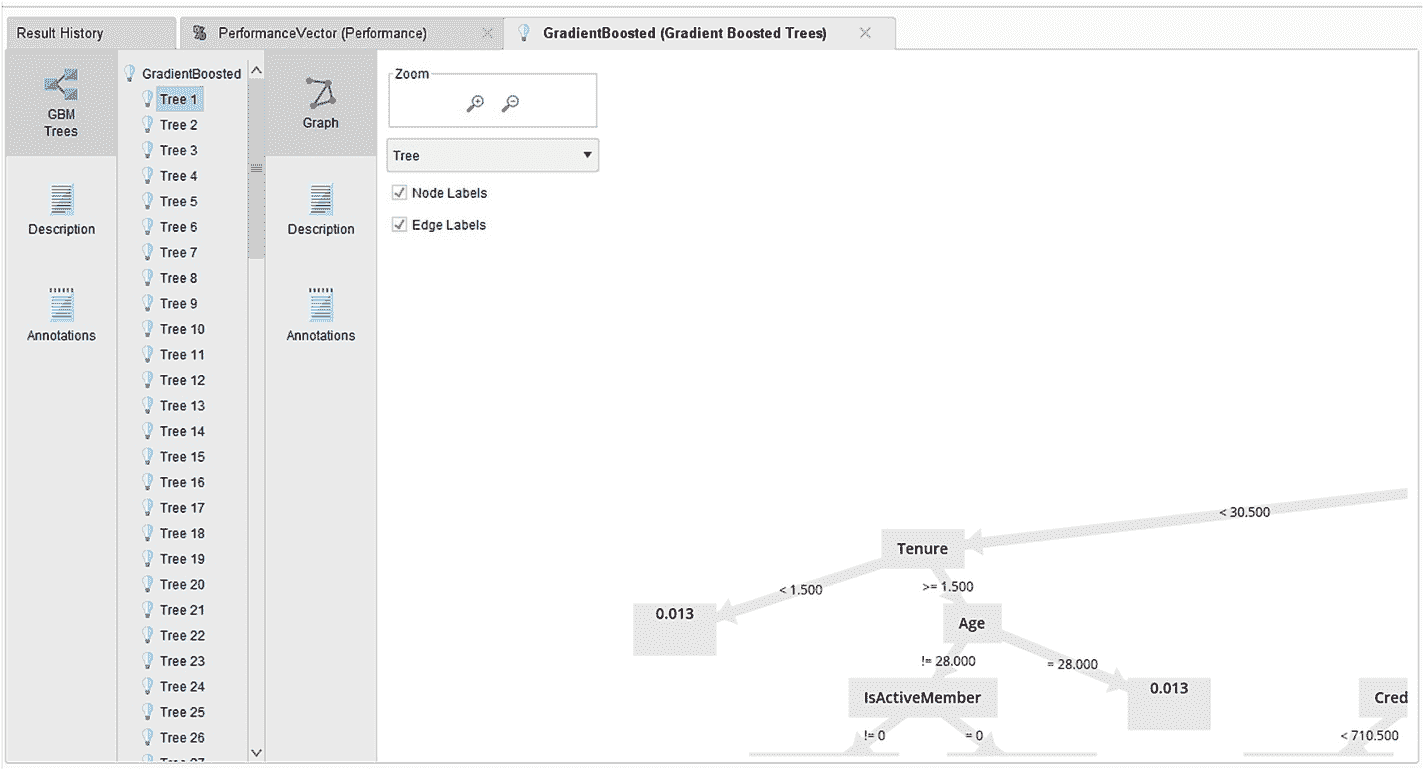 Result History
PerformanceVector (Performance)
GradientBoosted (Gradient Boosted Trees)
GBM
Trees
Description
Annotations
GradientBoosted
Tree 1
Tree 2
Tree 3
Tree 4
Tree 5
Tree 6
Tree 7
Tree 8
Tree 9
Tree 10
Tree 11
Tree 12
Tree 13
Tree 14
Tree 15
Tree 16
Tree 17
Tree 18
Tree 19
Tree 20
Tree 21
Tree 22
Tree 23
Tree 24
Tree 25
Tree 26
Graph
Description
Annotations
Zoom
Tree
Node Labels
Edge Labels
< 30.500
Tenure
< 1.500
>= 1.500
0.013
Age
!= 28.000
= 28.000
IsActiveMember
0.013
Cred
!= 0
= 0
< 710.500